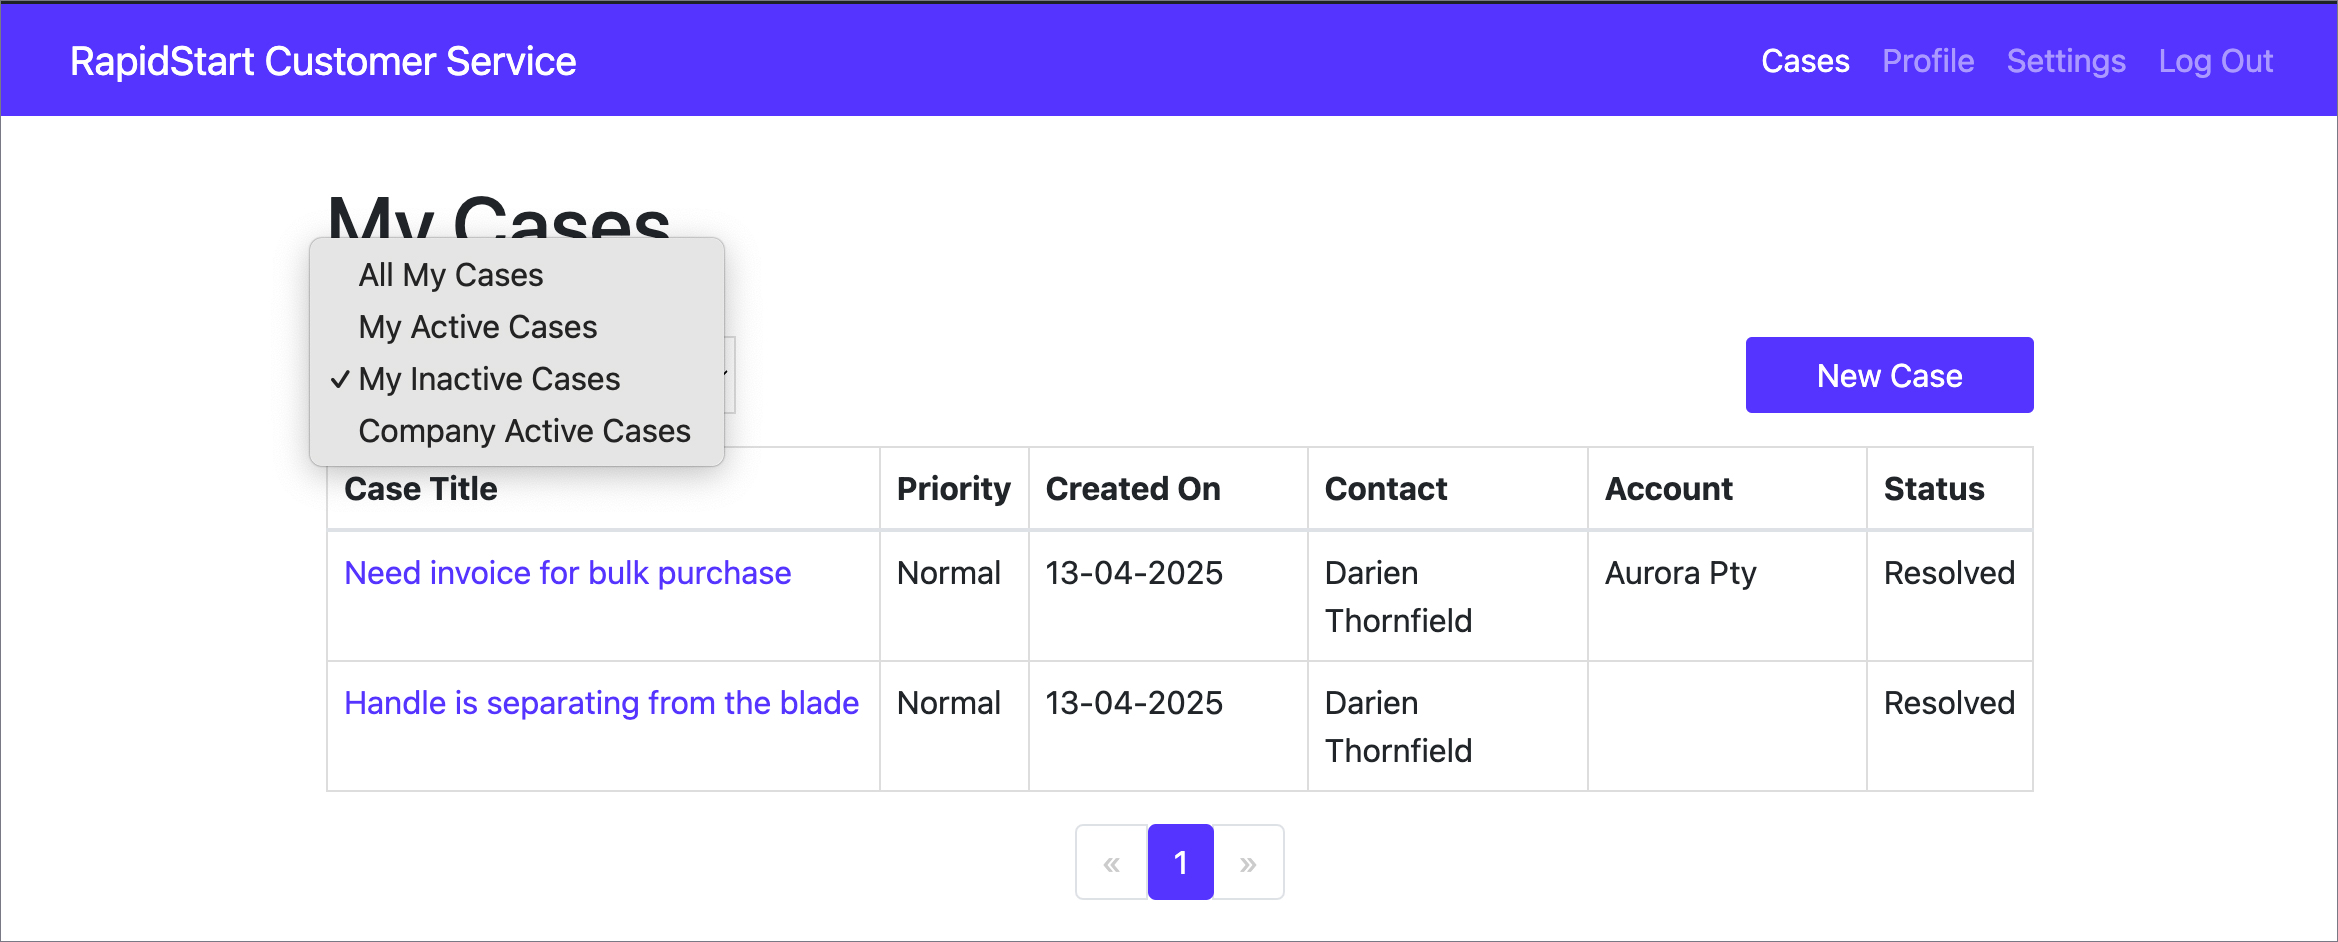 RapidStart Customer Service
Cases Profile Settings Log Out
My Cases
All My Cases
My Active Cases
✓ My Inactive Cases
Company Active Cases
New Case
Case Title Priority Created On Contact Account Status
Need invoice for bulk purchase Normal 13-04-2025 Darien Aurora Pty Resolved
Thornfield
Handle is separating from the blade Normal 13-04-2025 Darien Resolved
Thornfield
« 1 »